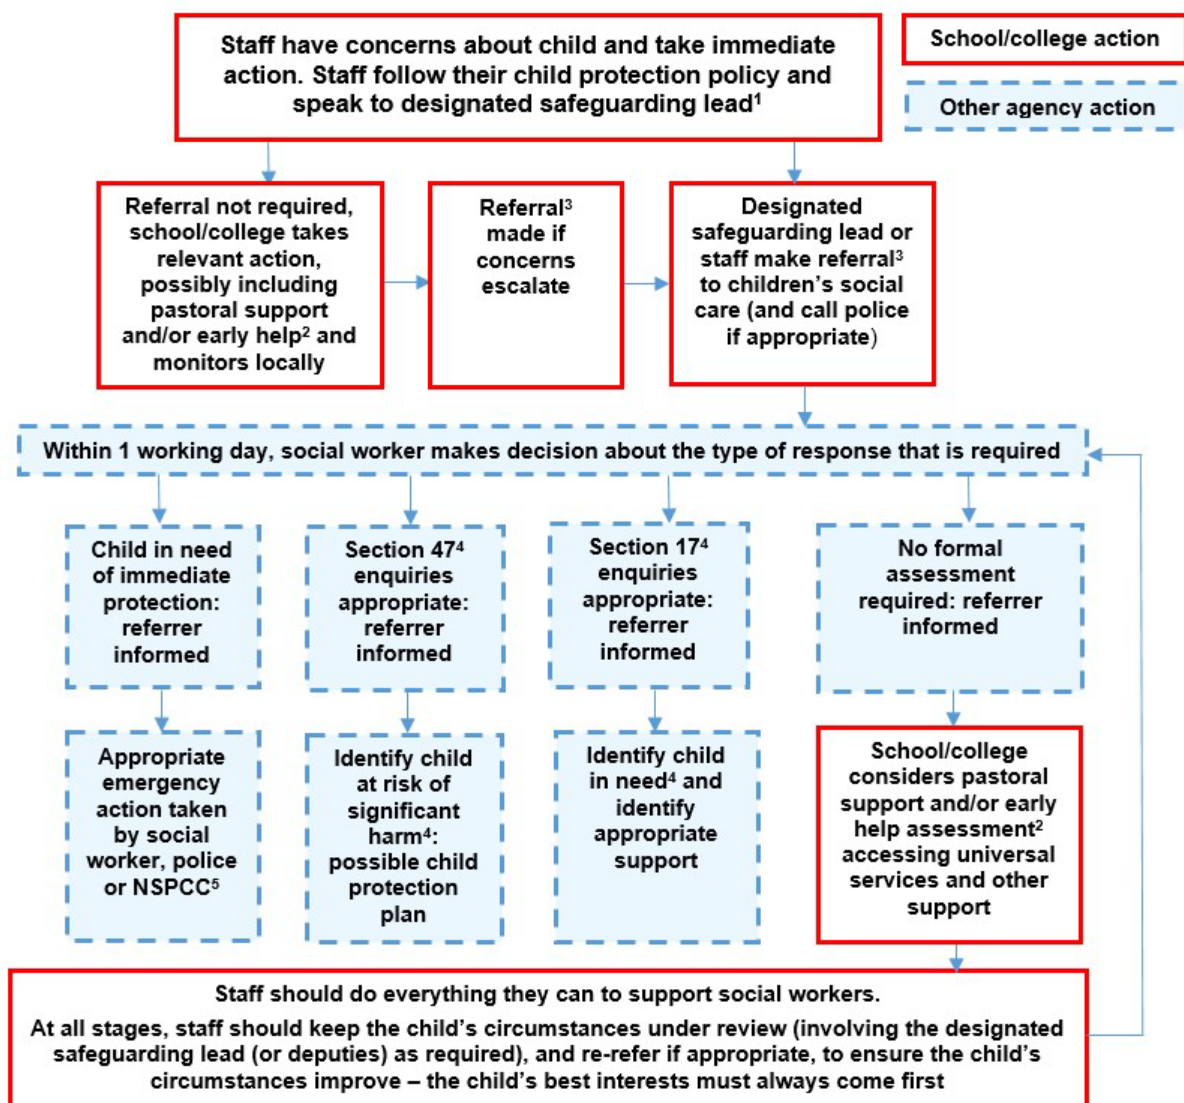 Staff have concerns about child and take immediate
action. Staff follow their child protection policy and
speak to designated safeguarding lead¹
School/college action
Other agency action
Referral not required,
school/college takes
relevant action,
possibly including
pastoral support
and/or early help² and
monitors locally
Referral³
made if
concerns
escalate
Designated
safeguarding lead or
staff make referral³
to children’s social
care (and call police
if appropriate)
Within 1 working day, social worker makes decision about the type of response that is required
Child in need
of immediate
protection:
referrer
informed
Section 47⁴
enquiries
appropriate:
referrer
informed
Section 17⁴
enquiries
appropriate:
referrer
informed
No formal
assessment
required: referrer
informed
Appropriate
emergency
action taken
by social
worker, police
or NSPCC⁵
Identify child
at risk of
significant
harm⁴:
possible child
protection
plan
Identify child
in need⁴ and
identify
appropriate
support
School/college
considers pastoral
support and/or early
help assessment²
accessing universal
services and other
support
Staff should do everything they can to support social workers.
At all stages, staff should keep the child’s circumstances under review (involving the designated
safeguarding lead (or deputies) as required), and re-refer if appropriate, to ensure the child’s
circumstances improve – the child’s best interests must always come first